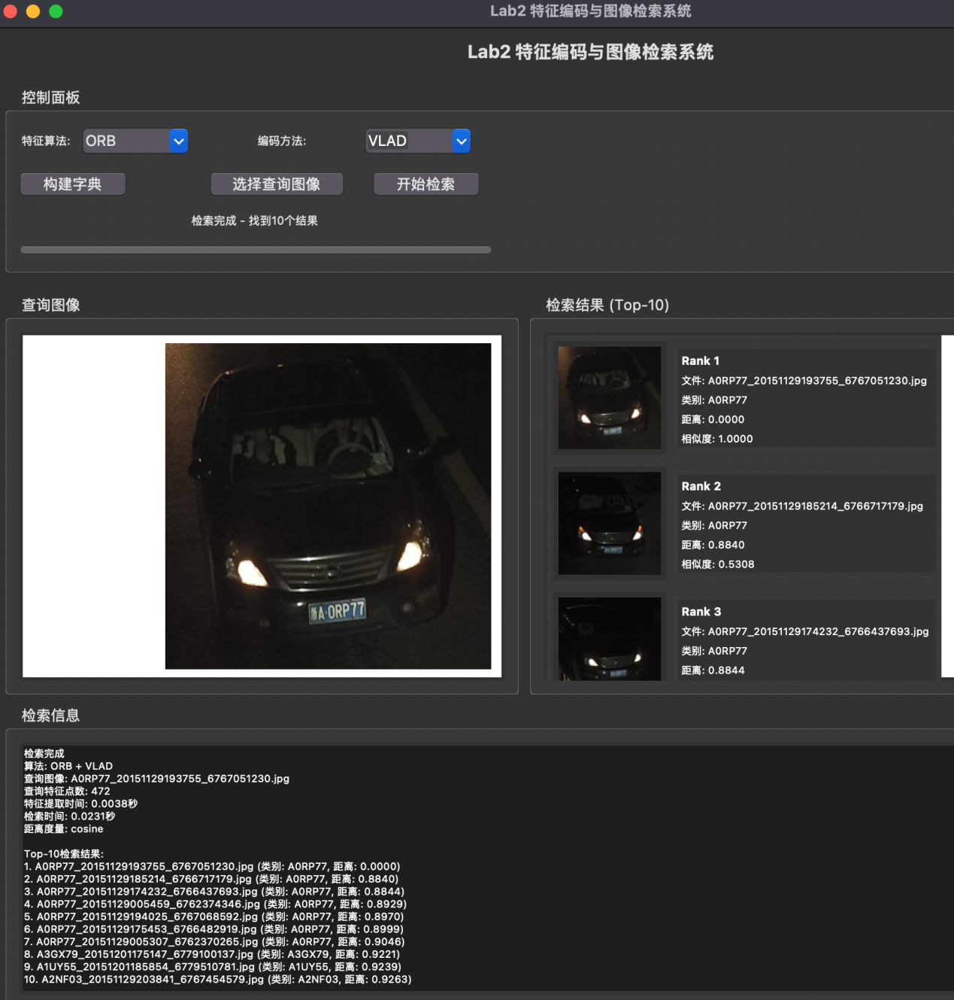 Lab2 特征编码与图像检索系统
Lab2 特征编码与图像检索系统
控制面板
特征算法: ORB 编码方法: VLAD
构建字典 选择查询图像 开始检索
检索完成 - 找到10个结果
查询图像
浙A·0RP77
检索结果 (Top-10)
Rank 1
文件: A0RP77_20151129193755_6767051230.jpg
类别: A0RP77
距离: 0.0000
相似度: 1.0000
Rank 2
文件: A0RP77_20151129185214_6766717179.jpg
类别: A0RP77
距离: 0.8840
相似度: 0.5308
Rank 3
文件: A0RP77_20151129174232_6766437693.jpg
类别: A0RP77
距离: 0.8844
检索信息
检索完成
算法: ORB + VLAD
查询图像: A0RP77_20151129193755_6767051230.jpg
查询特征点数: 472
特征提取时间: 0.0038秒
检索时间: 0.0231秒
距离度量: cosine
Top-10检索结果:
1. A0RP77_20151129193755_6767051230.jpg (类别: A0RP77, 距离: 0.0000)
2. A0RP77_20151129185214_6766717179.jpg (类别: A0RP77, 距离: 0.8840)
3. A0RP77_20151129174232_6766437693.jpg (类别: A0RP77, 距离: 0.8844)
4. A0RP77_20151129005459_6762374346.jpg (类别: A0RP77, 距离: 0.8929)
5. A0RP77_20151129194025_6767068592.jpg (类别: A0RP77, 距离: 0.8970)
6. A0RP77_20151129175453_6766482919.jpg (类别: A0RP77, 距离: 0.8999)
7. A0RP77_20151129005307_6762370265.jpg (类别: A0RP77, 距离: 0.9046)
8. A3GX79_20151201175147_6779100137.jpg (类别: A3GX79, 距离: 0.9221)
9. A1UY55_20151201185854_6779510781.jpg (类别: A1UY55, 距离: 0.9239)
10. A2NF03_20151129203841_6767454579.jpg (类别: A2NF03, 距离: 0.9263)